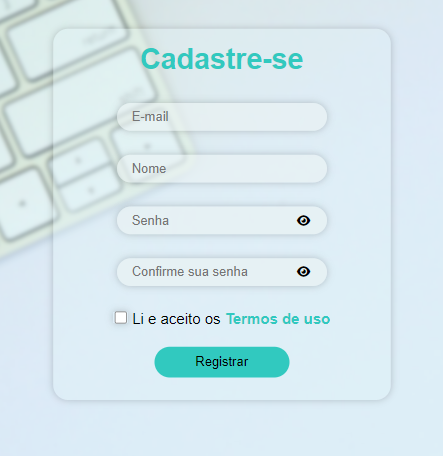 Cadastre-se
E-mail
Nome
Senha
Confirme sua senha
Li e aceito os Termos de uso
Registrar